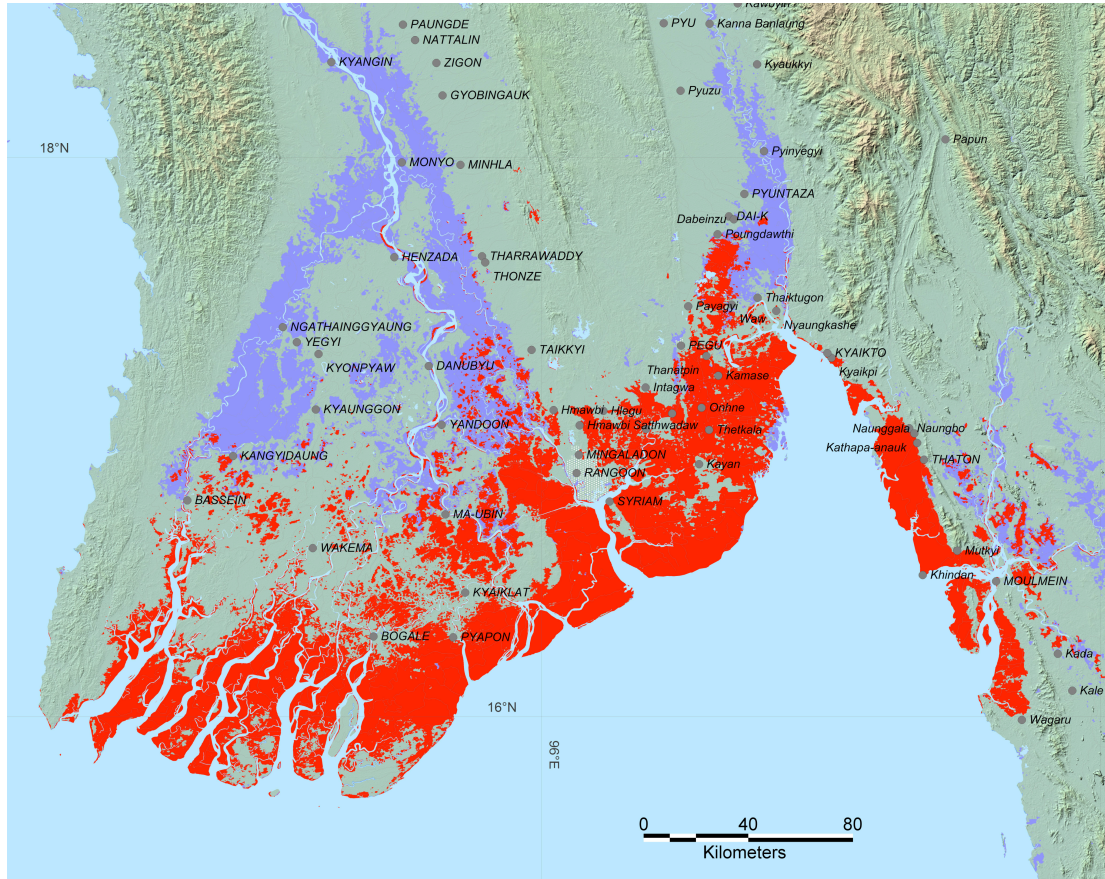 Kawbyin
PAUNGDE
PYU
Kanna Banlaung
NATTALIN
KYANGIN
ZIGON
Kyaukkyi
GYOBINGAUK
Pyuzu
Papun
18°N
Pyinyegyi
MONYO
MINHLA
PYUNTAZA
Dabeinzu
DAI-K
Poungdawthi
HENZADA
THARRAWADDY
THONZE
Thaiktugon
Payagyi
Waw
Nyaungkashe
NGATHAINGGYAUNG
YEGYI
TAIKKYI
PEGU
KYAIKTO
KYONPYAW
DANUBYU
Thanatpin
Kyaikpi
Kamase
Intagwa
KYAUNGGON
Hmawbi
Hlegu
Onhne
YANDOON
Hmawbi Satthwadaw
Thetkala
Naunggala
Naungbo
Kathapa-anauk
KANGYIDAUNG
MINGALADON
Kayan
THATON
RANGOON
BASSEIN
SYRIAM
MA-UBIN
WAKEMA
Mutkyi
Khindan
MOULMEIN
KYAIKLAT
BOGALE
PYAPON
Kada
Kale
16°N
Wagaru
96°E
0 40 80
Kilometers